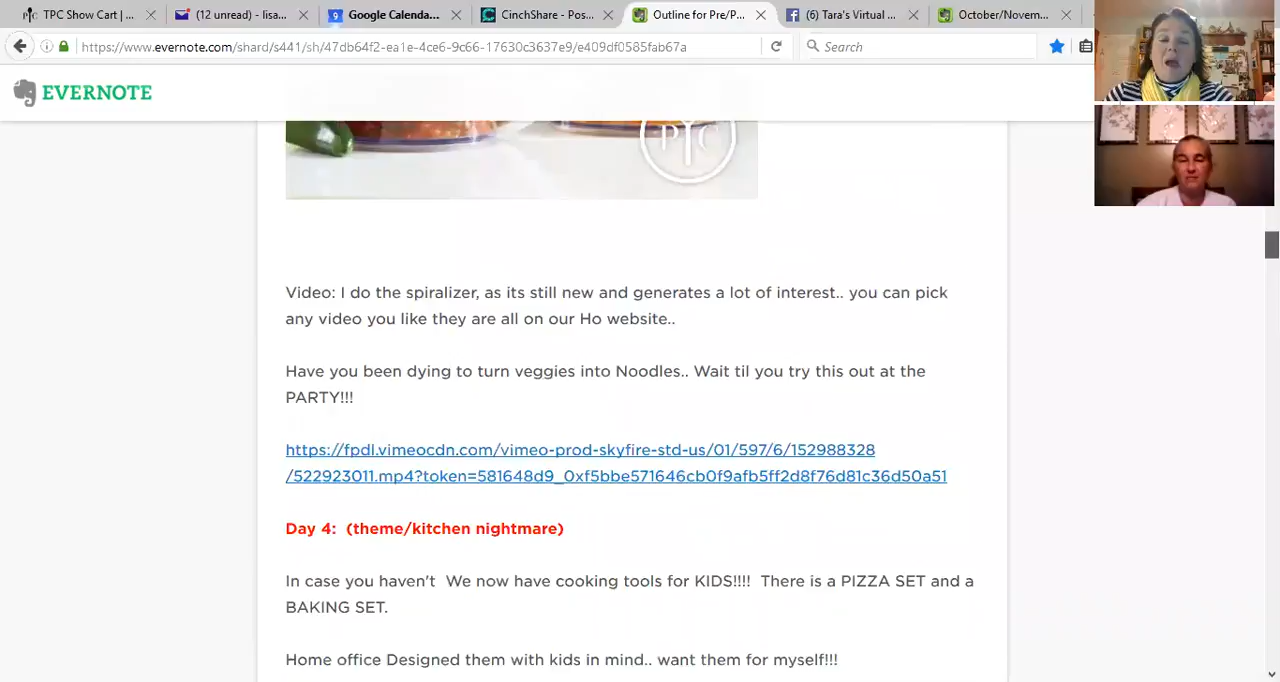 TPC Show Cart |...
(12 unread) - lisa...
Google Calenda...
CinchShare - Pos...
Outline for Pre/P...
(6) Tara's Virtual ...
October/Novem...
https://www.evernote.com/shard/s441/sh/47db64f2-ea1e-4ce6-9c66-17630c3637e9/e409df0585fab67a
Search
EVERNOTE
PC
Video: I do the spiralizer, as its still new and generates a lot of interest.. you can pick
any video you like they are all on our Ho website..
Have you been dying to turn veggies into Noodles.. Wait til you try this out at the
PARTY!!!
https://fpdl.vimeocdn.com/vimeo-prod-skyfire-std-us/01/597/6/152988328
/522923011.mp4?token=581648d9_0xf5bbe571646cb0f9afb5ff2d8f76d81c36d50a51
Day 4:  (theme/kitchen nightmare)
In case you haven't  We now have cooking tools for KIDS!!!!  There is a PIZZA SET and a
BAKING SET.
Home office Designed them with kids in mind.. want them for myself!!!